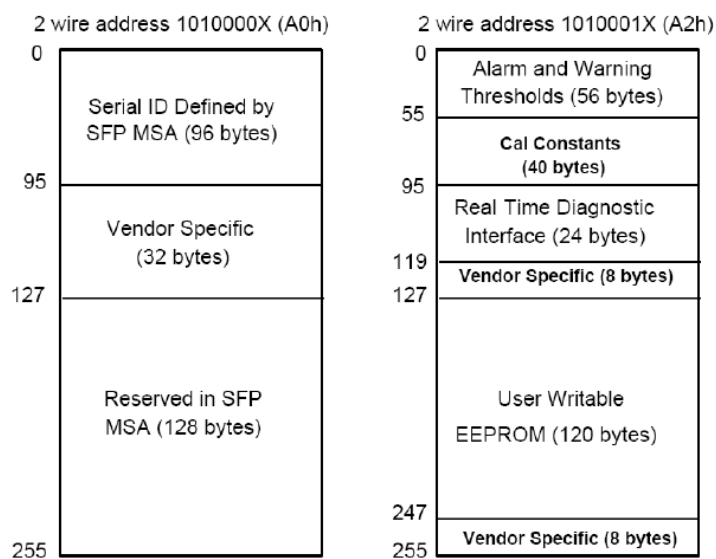 2 wire address 1010000X (A0h)
0
Serial ID Defined by
SFP MSA (96 bytes)
95
Vendor Specific
(32 bytes)
127
Reserved in SFP
MSA (128 bytes)
255
2 wire address 1010001X (A2h)
0
Alarm and Warning
Thresholds (56 bytes)
55
Cal Constants
(40 bytes)
95
Real Time Diagnostic
Interface (24 bytes)
119
Vendor Specific (8 bytes)
127
User Writable
EEPROM (120 bytes)
247
Vendor Specific (8 bytes)
255